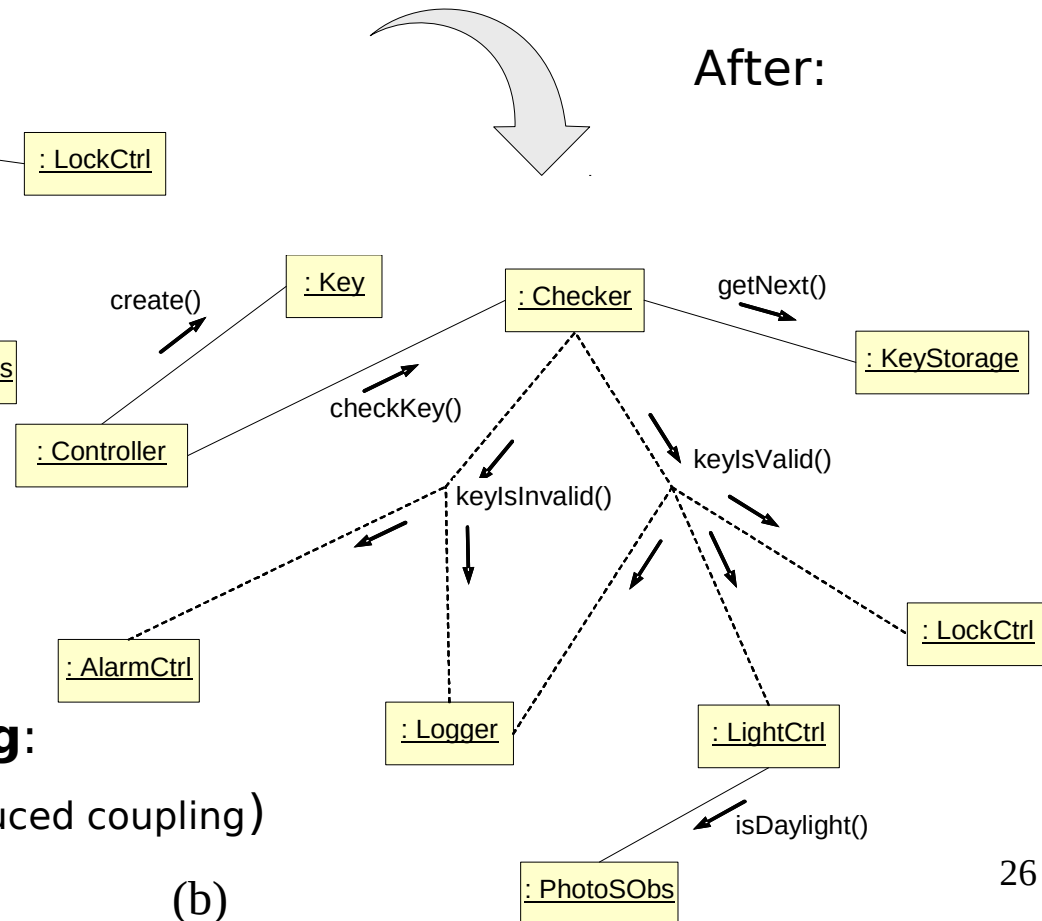 After:
: LockCtrl
: Key
create()
: Checker
getNext()
: KeyStorage
s
checkKey()
: Controller
keyIsValid()
keyIsInvalid()
: LockCtrl
: AlarmCtrl
: Logger
: LightCtrl
g:
uced coupling)
isDaylight()
: PhotoSObs
26
(b)